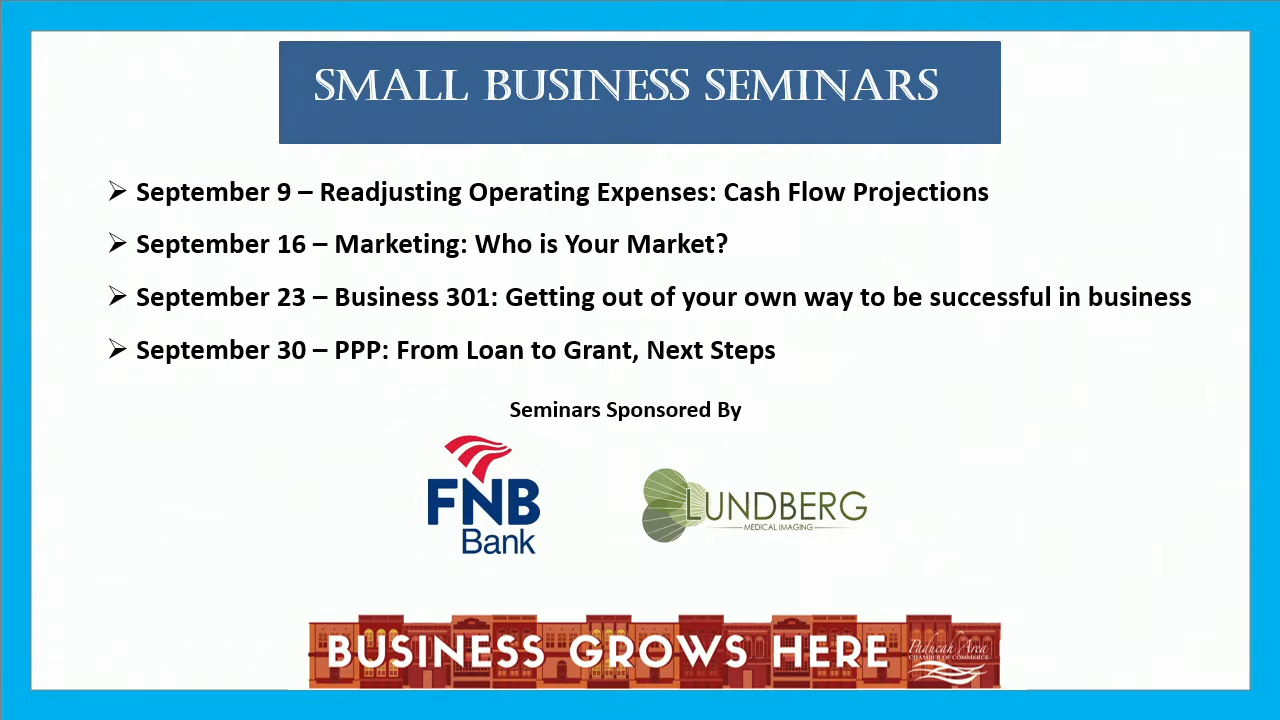 SMALL BUSINESS SEMINARS
➢ September 9 – Readjusting Operating Expenses: Cash Flow Projections
➢ September 16 – Marketing: Who is Your Market?
➢ September 23 – Business 301: Getting out of your own way to be successful in business
➢ September 30 – PPP: From Loan to Grant, Next Steps
Seminars Sponsored By
FNB
Bank
LUNDBERG
MEDICAL IMAGING
BUSINESS GROWS HERE
Paducah Area
CHAMBER OF COMMERCE